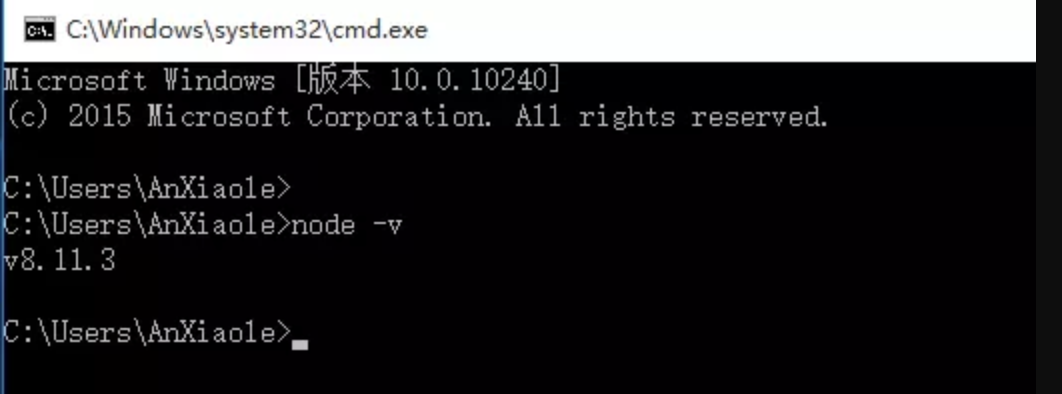 C:\Windows\system32\cmd.exe
Microsoft Windows [版本 10.0.10240]
(c) 2015 Microsoft Corporation. All rights reserved.
C:\Users\AnXiaole>
C:\Users\AnXiaole>node -v
v8.11.3
C:\Users\AnXiaole>